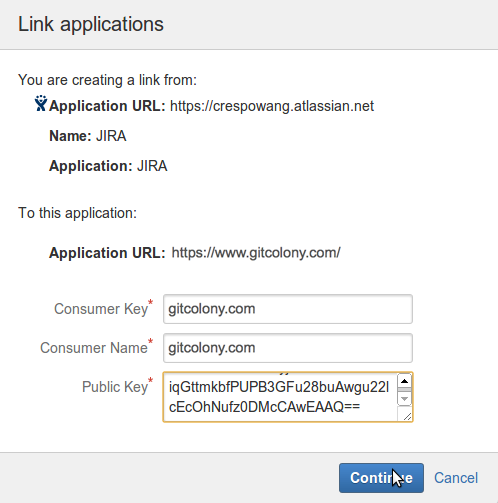 Link applications
You are creating a link from:
Application URL: https://crespowang.atlassian.net
Name: JIRA
Application: JIRA
To this application:
Application URL: https://www.gitcolony.com/
Consumer Key* gitcolony.com
Consumer Name* gitcolony.com
Public Key* iqGttmkbfPUPB3GFu28buAwgu22l
cEcOhNufz0DMcCAwEAAQ==
Continue Cancel